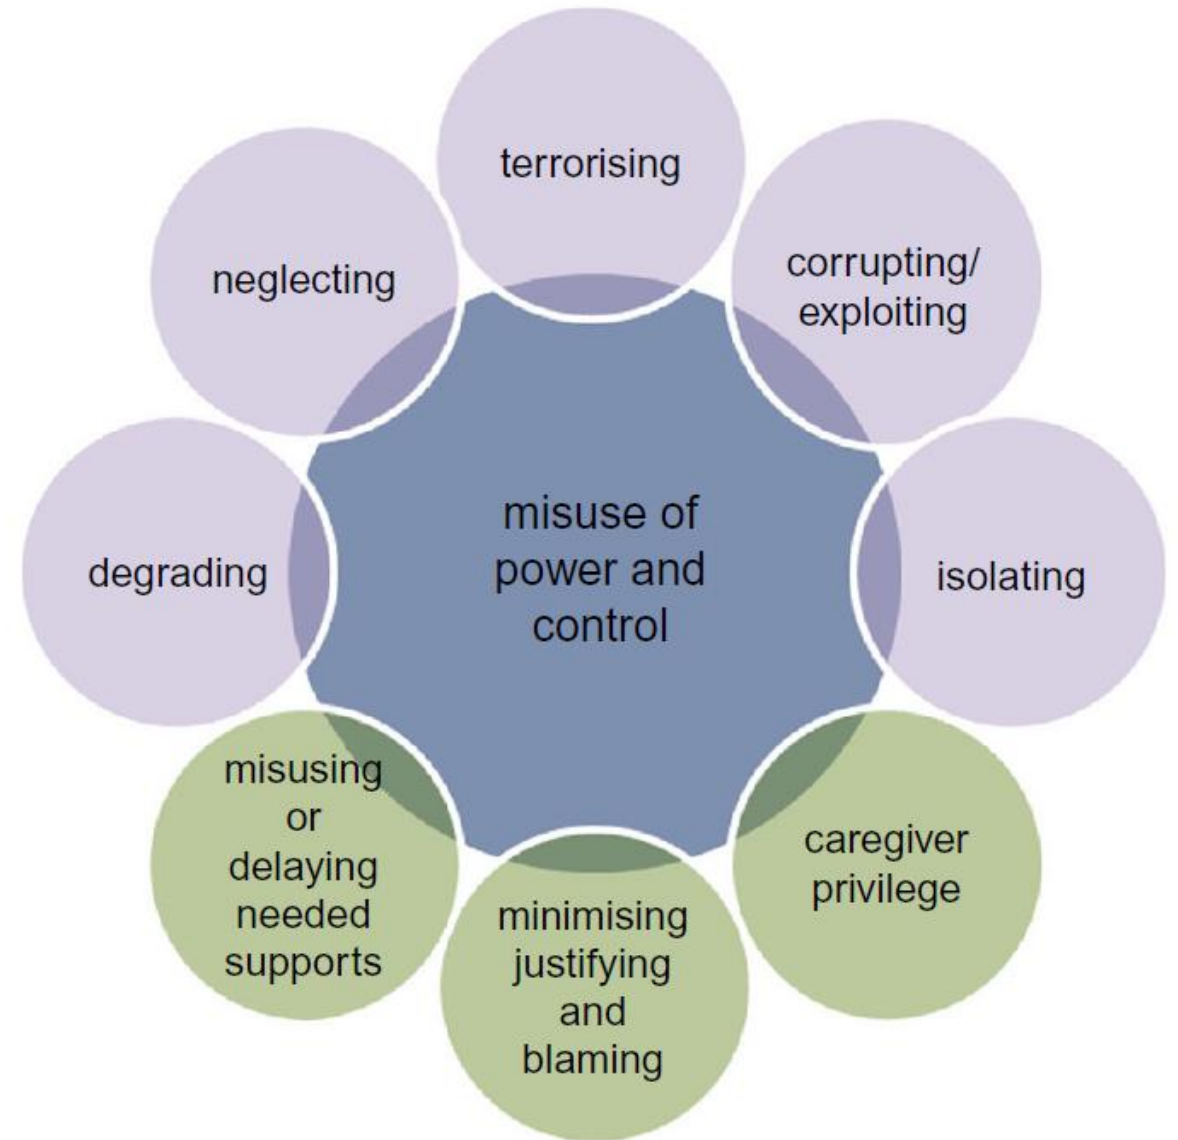 terrorising
corrupting/
exploiting
isolating
caregiver
privilege
minimising
justifying
and
blaming
misusing
or
delaying
needed
supports
degrading
neglecting
misuse of
power and
control